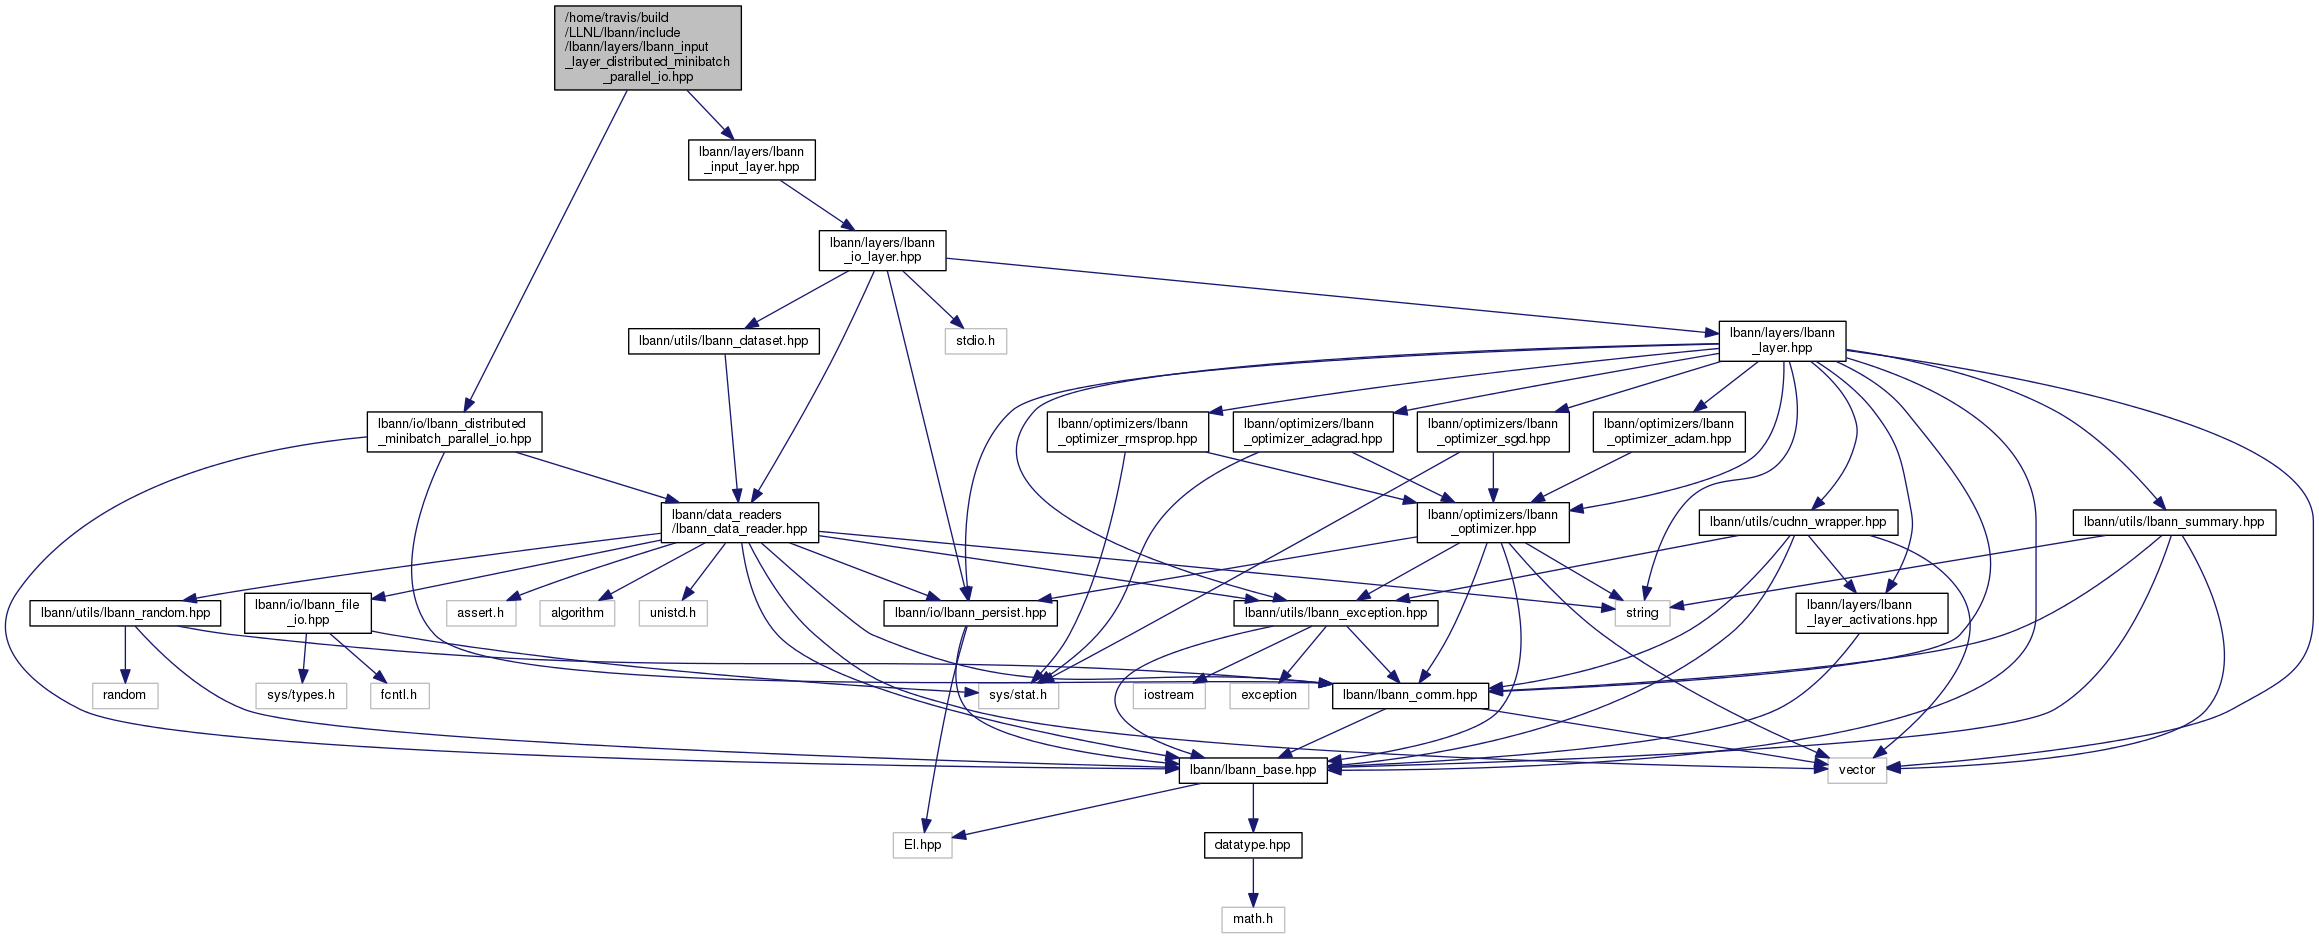 /home/travis/build
/LLNL/lbann/include
/lbann/layers/lbann_input
_layer_distributed_minibatch
_parallel_io.hpp
lbann/layers/lbann
_input_layer.hpp
lbann/layers/lbann
_io_layer.hpp
lbann/utils/lbann_dataset.hpp
stdio.h
lbann/layers/lbann
_layer.hpp
lbann/io/lbann_distributed
_minibatch_parallel_io.hpp
lbann/optimizers/lbann
_optimizer_rmsprop.hpp
lbann/optimizers/lbann
_optimizer_adagrad.hpp
lbann/optimizers/lbann
_optimizer_sgd.hpp
lbann/optimizers/lbann
_optimizer_adam.hpp
lbann/data_readers
/lbann_data_reader.hpp
lbann/optimizers/lbann
_optimizer.hpp
lbann/utils/cudnn_wrapper.hpp
lbann/utils/lbann_summary.hpp
lbann/utils/lbann_random.hpp
lbann/io/lbann_file
_io.hpp
assert.h
algorithm
unistd.h
lbann/io/lbann_persist.hpp
lbann/utils/lbann_exception.hpp
string
lbann/layers/lbann
_layer_activations.hpp
random
sys/types.h
fcntl.h
sys/stat.h
iostream
exception
lbann/lbann_comm.hpp
lbann/lbann_base.hpp
vector
El.hpp
datatype.hpp
math.h